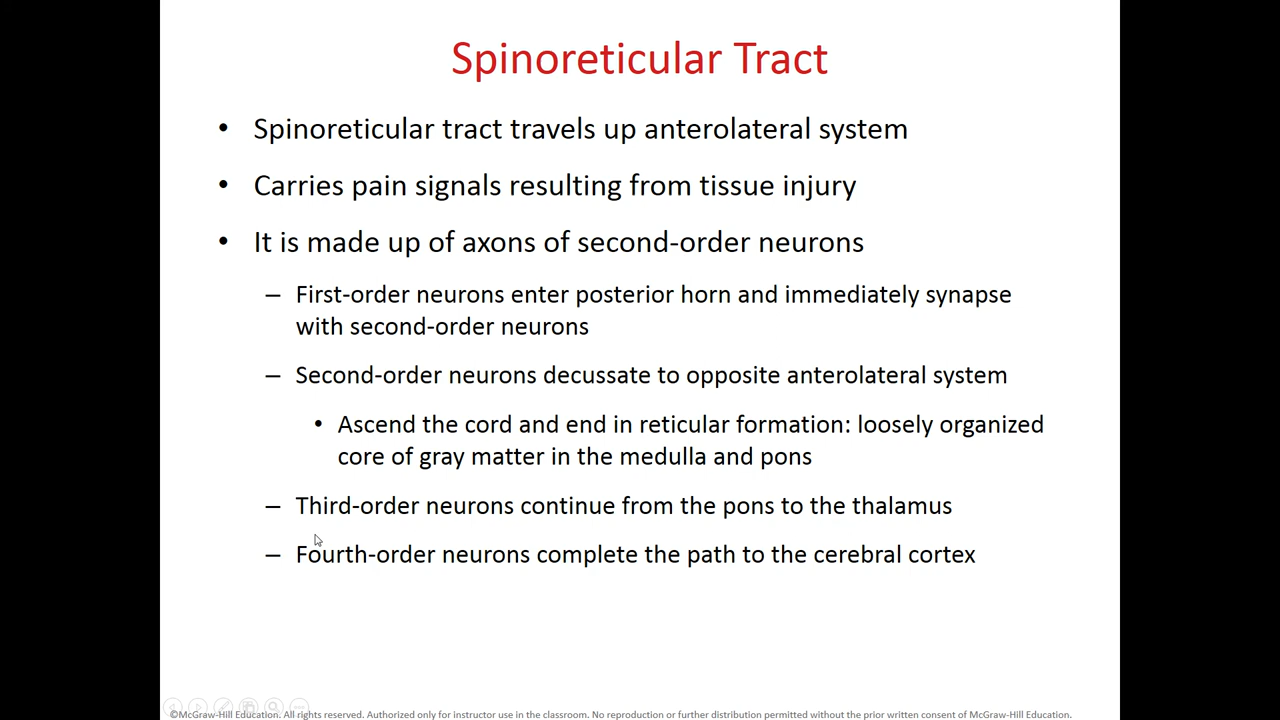 Spinoreticular Tract
• Spinoreticular tract travels up anterolateral system
• Carries pain signals resulting from tissue injury
• It is made up of axons of second-order neurons
– First-order neurons enter posterior horn and immediately synapse
with second-order neurons
– Second-order neurons decussate to opposite anterolateral system
• Ascend the cord and end in reticular formation: loosely organized
core of gray matter in the medulla and pons
– Third-order neurons continue from the pons to the thalamus
– Fourth-order neurons complete the path to the cerebral cortex
©McGraw-Hill Education. All rights reserved. Authorized only for instructor use in the classroom. No reproduction or further distribution permitted without the prior written consent of McGraw-Hill Education.